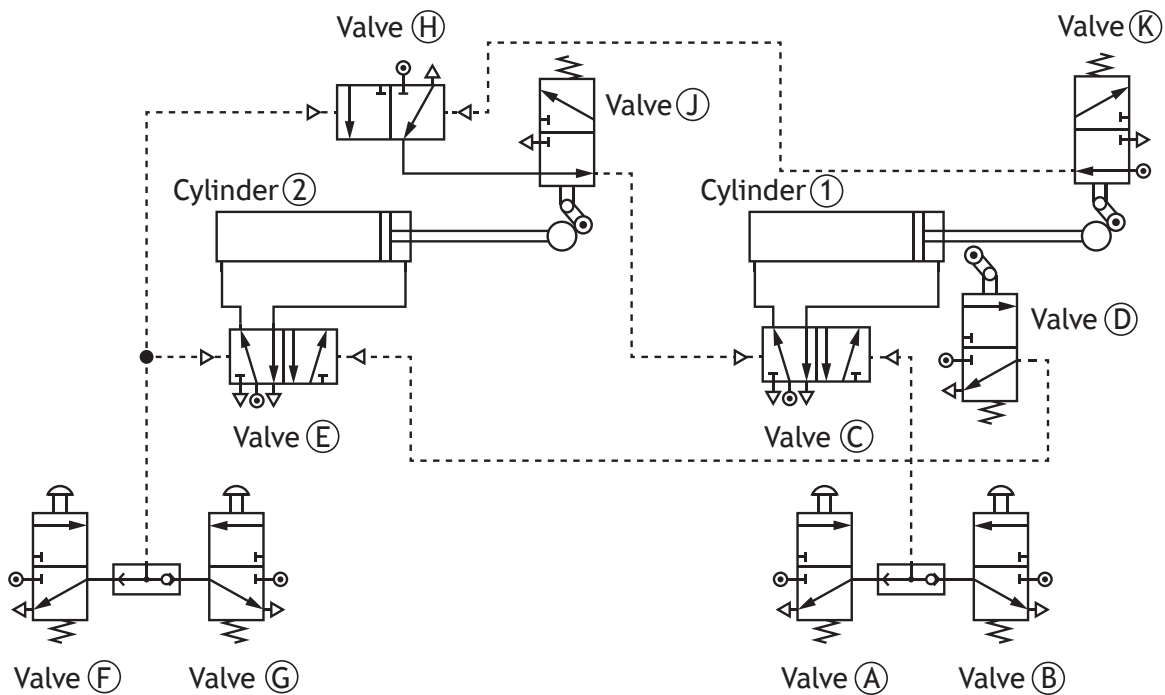 Valve Ⓗ
Valve Ⓚ
Valve Ⓙ
Cylinder ②
Cylinder ①
Valve Ⓓ
Valve Ⓔ
Valve Ⓒ
Valve Ⓕ
Valve Ⓖ
Valve Ⓐ
Valve Ⓑ